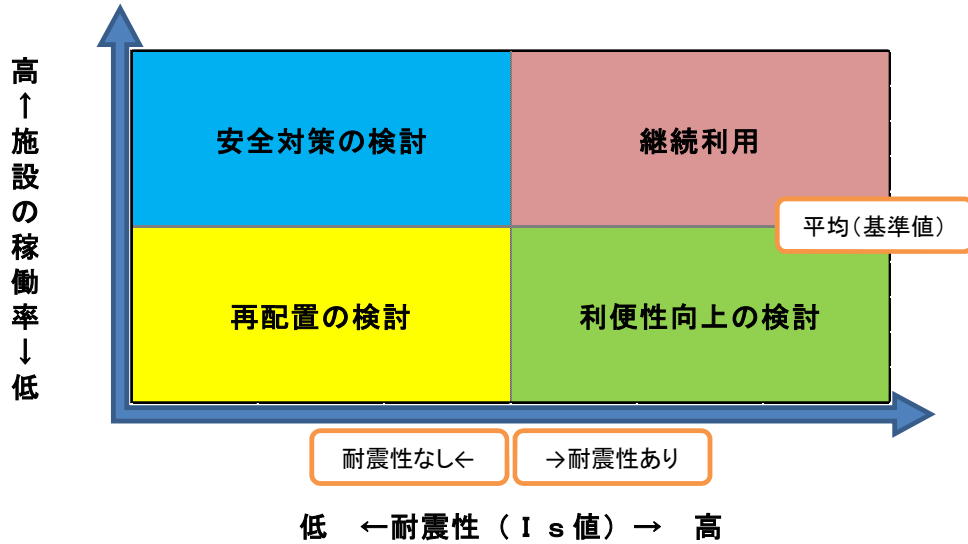 高↑施設の稼働率↓低
安全対策の検討
継続利用
平均（基準値）
再配置の検討
利便性向上の検討
耐震性なし←
→耐震性あり
低 ←耐震性（Ｉｓ値）→ 高